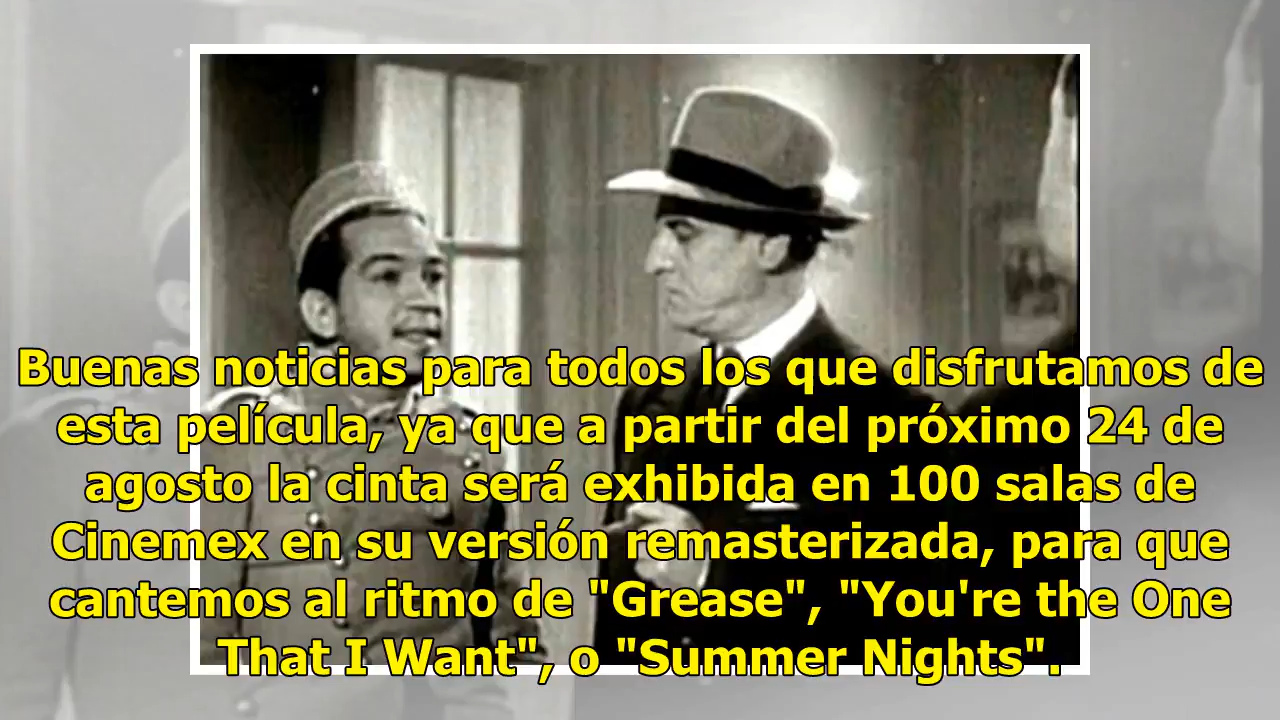 Buenas noticias para todos los que disfrutamos de
esta película, ya que a partir del próximo 24 de
agosto la cinta será exhibida en 100 salas de
Cinemex en su versión remasterizada, para que
cantemos al ritmo de "Grease", "You're the One
That I Want", o "Summer Nights".